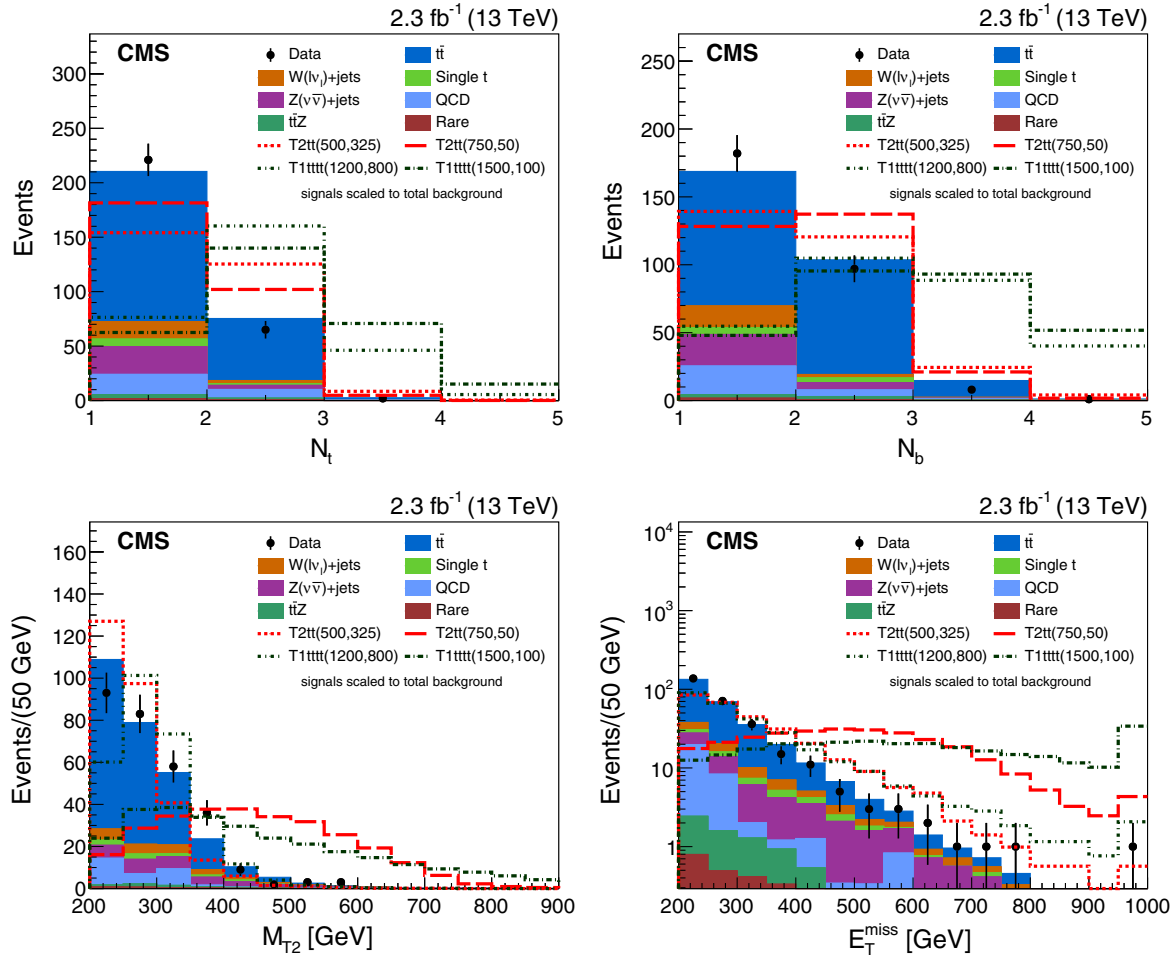 2.3 fb⁻¹ (13 TeV)
CMS
Data
tt̄
W(lνₗ)+jets
Single t
Z(νν̄)+jets
QCD
tt̄Z
Rare
T2tt(500,325)
T2tt(750,50)
T1tttt(1200,800)
T1tttt(1500,100)
signals scaled to total background
Events
300
250
200
150
100
50
0
1 2 3 4 5
Nₜ
2.3 fb⁻¹ (13 TeV)
CMS
Data
tt̄
W(lνₗ)+jets
Single t
Z(νν̄)+jets
QCD
tt̄Z
Rare
T2tt(500,325)
T2tt(750,50)
T1tttt(1200,800)
T1tttt(1500,100)
signals scaled to total background
Events
250
200
150
100
50
0
1 2 3 4 5
N_b
2.3 fb⁻¹ (13 TeV)
CMS
Data
tt̄
W(lνₗ)+jets
Single t
Z(νν̄)+jets
QCD
tt̄Z
Rare
T2tt(500,325)
T2tt(750,50)
T1tttt(1200,800)
T1tttt(1500,100)
signals scaled to total background
Events/(50 GeV)
160
140
120
100
80
60
40
20
0
200 300 400 500 600 700 800 900
M_T2 [GeV]
2.3 fb⁻¹ (13 TeV)
CMS
Data
tt̄
W(lνₗ)+jets
Single t
Z(νν̄)+jets
QCD
tt̄Z
Rare
T2tt(500,325)
T2tt(750,50)
T1tttt(1200,800)
T1tttt(1500,100)
signals scaled to total background
Events/(50 GeV)
10⁴
10³
10²
10
1
200 300 400 500 600 700 800 900 1000
E_T^miss [GeV]